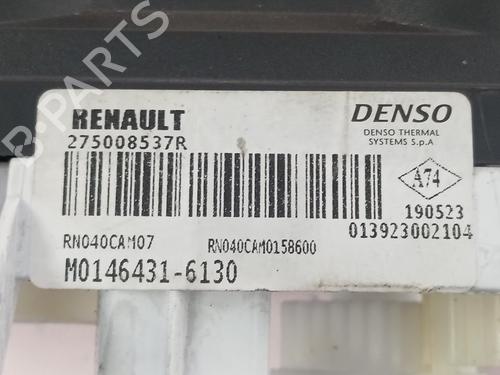 RENAULT
275008537R
DENSO
DENSO THERMAL
SYSTEMS S.p.A
A74
190523
013923002104
RN040CAM07
RN040CAM0158600
M0146431-6130
B-PARTS